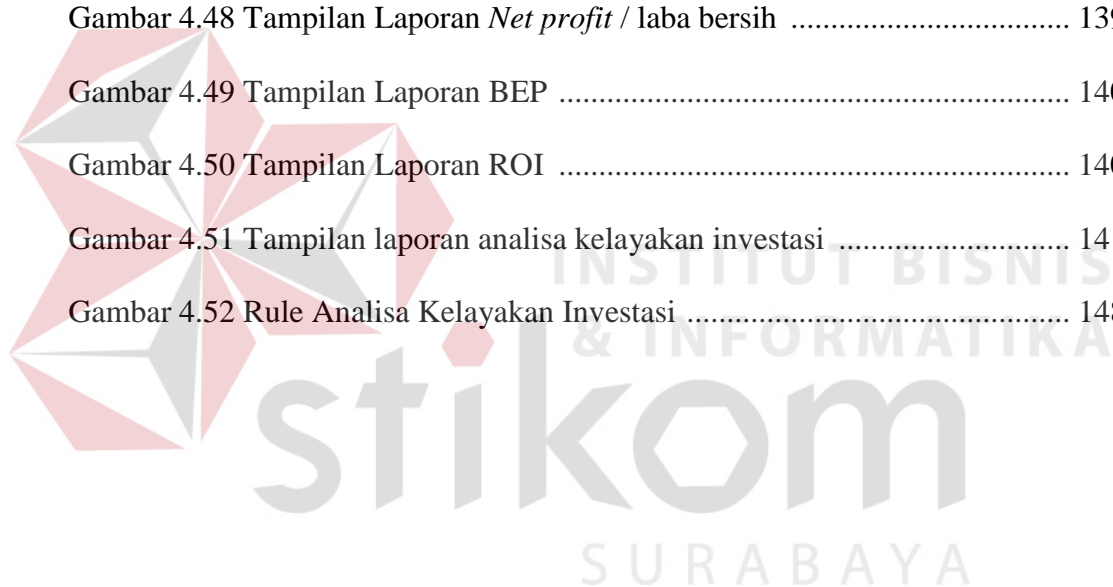 Gambar 4.48 Tampilan Laporan Net profit / laba bersih .................................. 139
Gambar 4.49 Tampilan Laporan BEP ............................................................... 140
Gambar 4.50 Tampilan Laporan ROI ............................................................... 140
Gambar 4.51 Tampilan laporan analisa kelayakan investasi ............................ 14
Gambar 4.52 Rule Analisa Kelayakan Investasi ............................................... 148
INSTITUT BISNIS
& INFORMATIKA
stikom
SURABAYA